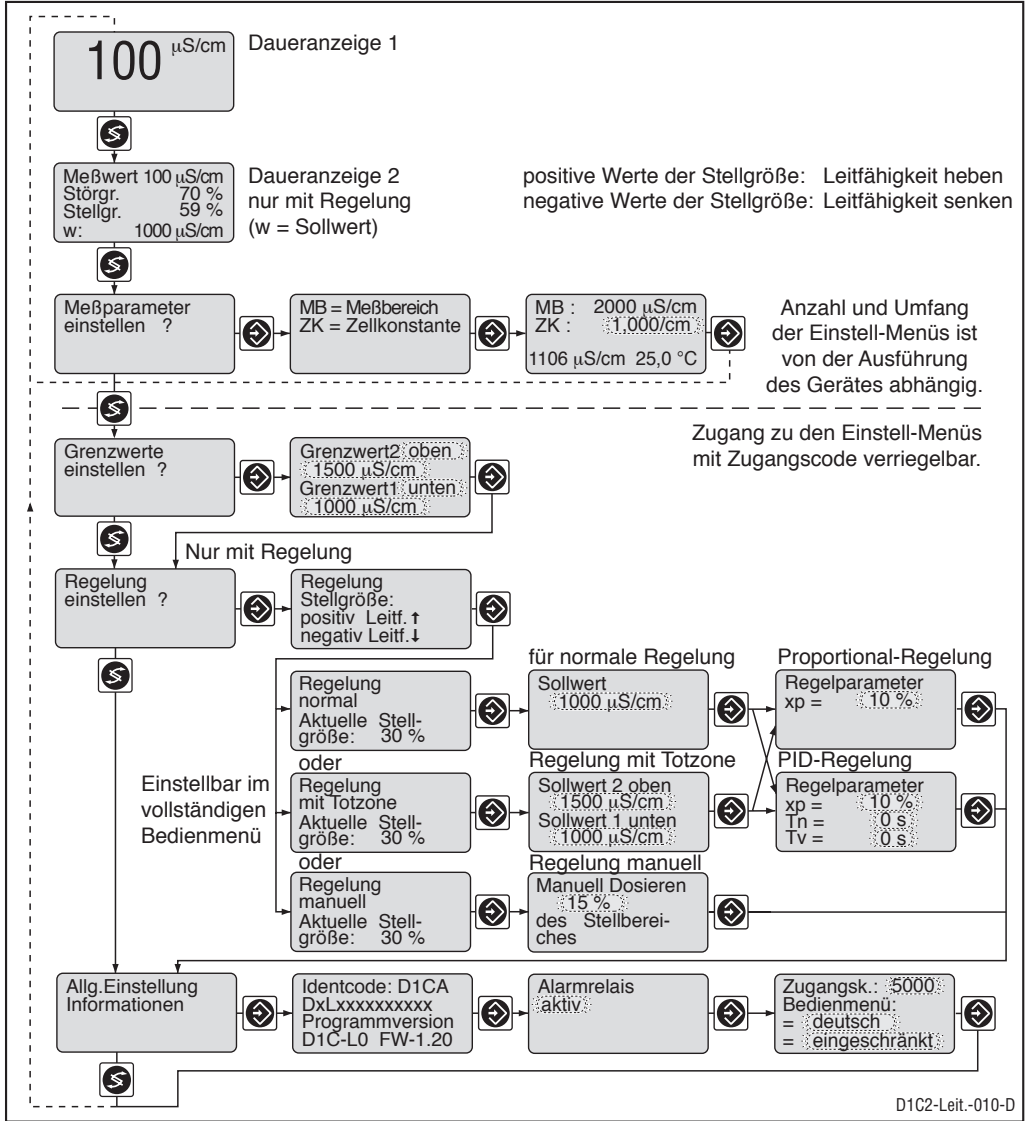 100 µS/cm
Daueranzeige 1
Meßwert 100 µS/cm
Störgr. 70 %
Stellgr. 59 %
w: 1000 µS/cm
Daueranzeige 2
nur mit Regelung
(w = Sollwert)
positive Werte der Stellgröße: Leitfähigkeit heben
negative Werte der Stellgröße: Leitfähigkeit senken
Meßparameter
einstellen ?
MB = Meßbereich
ZK = Zellkonstante
MB : 2000 µS/cm
ZK : 1.000/cm
1106 µS/cm 25,0 °C
Anzahl und Umfang
der Einstell-Menüs ist
von der Ausführung
des Gerätes abhängig.
Zugang zu den Einstell-Menüs
mit Zugangscode verriegelbar.
Grenzwerte
einstellen ?
Grenzwert2 oben
1500 µS/cm
Grenzwert1 unten
1000 µS/cm
Nur mit Regelung
Regelung
einstellen ?
Regelung
Stellgröße:
positiv Leitf.↑
negativ Leitf.↓
Einstellbar im
vollständigen
Bedienmenü
Regelung
normal
Aktuelle Stell-
größe: 30 %
für normale Regelung
Sollwert
1000 µS/cm
Proportional-Regelung
Regelparameter
xp = 10 %
oder
Regelung
mit Totzone
Aktuelle Stell-
größe: 30 %
Regelung mit Totzone
Sollwert 2 oben
1500 µS/cm
Sollwert 1 unten
1000 µS/cm
PID-Regelung
Regelparameter
xp = 10 %
Tn = 0 s
Tv = 0 s
oder
Regelung
manuell
Aktuelle Stell-
größe: 30 %
Regelung manuell
Manuell Dosieren
15 %
des Stellberei-
ches
Allg.Einstellung
Informationen
Identcode: D1CA
DxLxxxxxxxxxx
Programmversion
D1C-L0 FW-1.20
Alarmrelais
aktiv
Zugangsk.: 5000
Bedienmenü:
= deutsch
= eingeschränkt
D1C2-Leit.-010-D